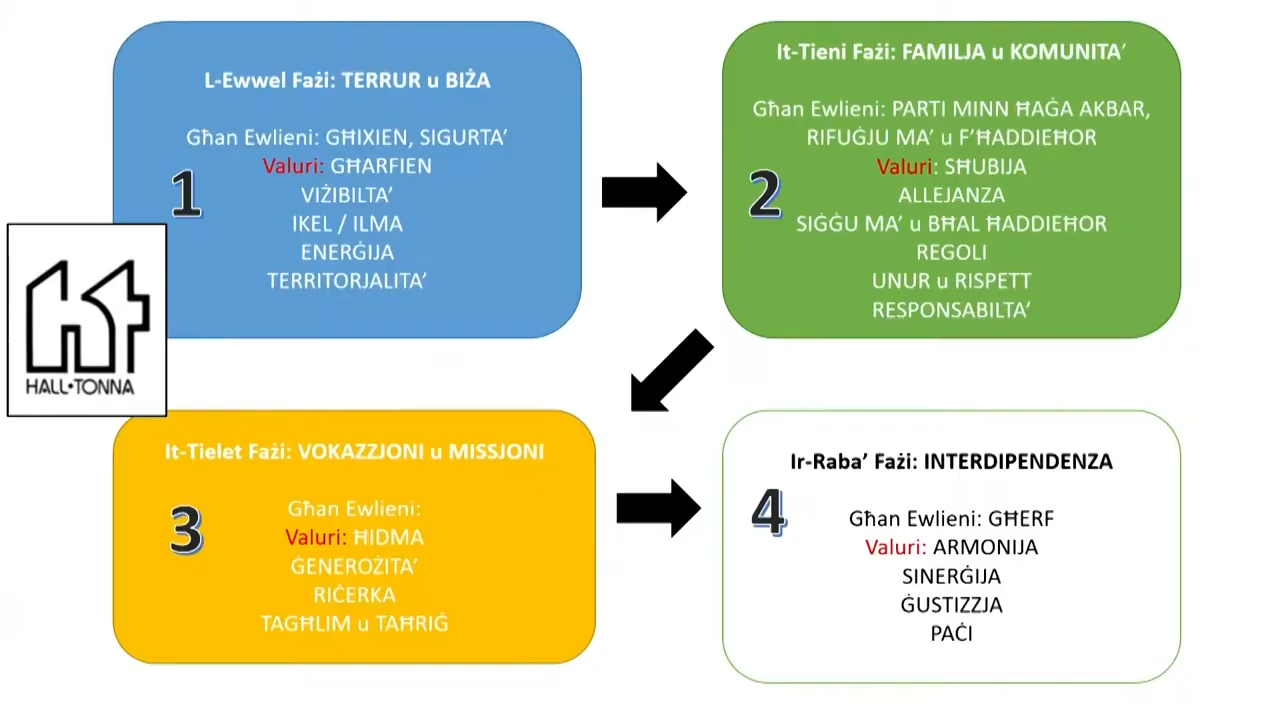 L-Ewwel Fażi: TERRUR u BIŻA
Għan Ewlieni: GĦIXIEN, SIGURTA’
Valuri: GĦARFIEN
VIŻIBILTA’
IKEL / ILMA
ENERĠIJA
TERRITORJALITA’
1
It-Tieni Fażi: FAMILJA u KOMUNITA’
Għan Ewlieni: PARTI MINN ĦAĠA AKBAR,
RIFUĠJU MA’ u F’ĦADDIEĦOR
Valuri: SĦUBIJA
ALLEJANZA
SIĠĠU MA’ u BĦAL ĦADDIEĦOR
REGOLI
UNUR u RISPETT
RESPONSABILTA’
2
HALL•TONNA
It-Tielet Fażi: VOKAZZJONI u MISSJONI
Għan Ewlieni:
Valuri: ĦIDMA
ĠENEROŻITA’
RIĊERKA
TAGĦLIM u TAĦRIĠ
3
Ir-Raba’ Fażi: INTERDIPENDENZA
Għan Ewlieni: GĦERF
Valuri: ARMONIJA
SINERĠIJA
ĠUSTIZZJA
PAĊI
4